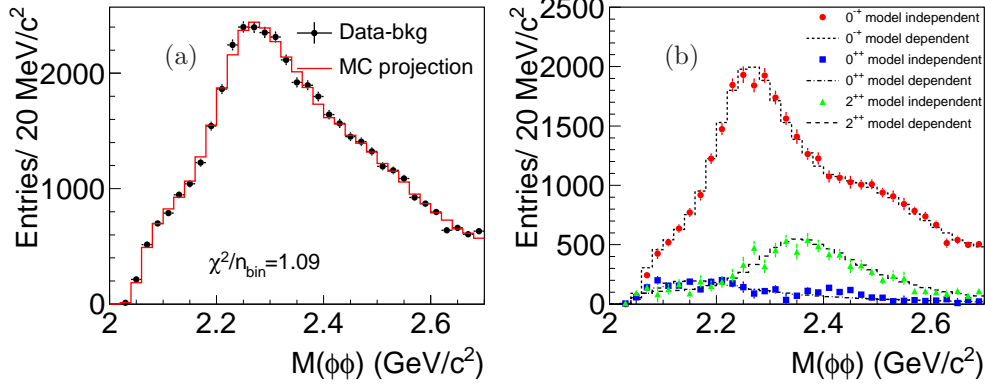 Entries/ 20 MeV/c²
2000
1000
0
(a)
Data-bkg
MC projection
χ²/n_bin=1.09
2 2.2 2.4 2.6
M(ϕϕ) (GeV/c²)
Entries/ 20 MeV/c²
2500
2000
1500
1000
500
0
(b)
0⁻⁺ model independent
0⁻⁺ model dependent
0⁺⁺ model independent
0⁺⁺ model dependent
2⁺⁺ model independent
2⁺⁺ model dependent
2 2.2 2.4 2.6
M(ϕϕ) (GeV/c²)